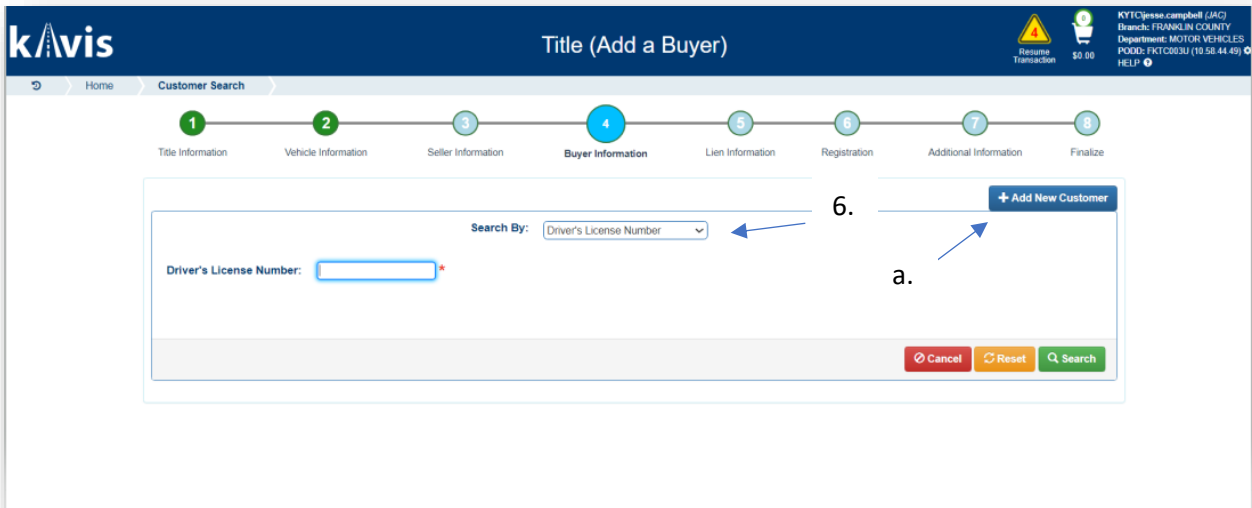 kavis
Title (Add a Buyer)
4
Resume
Transaction
0
$0.00
KYTC\jesse.campbell (JAC)
Branch: FRANKLIN COUNTY
Department: MOTOR VEHICLES
PODD: FKTC003U (10.58.44.49)
HELP ?
Home
Customer Search
1
2
3
4
5
6
7
8
Title Information
Vehicle Information
Seller Information
Buyer Information
Lien Information
Registration
Additional Information
Finalize
+ Add New Customer
6.
Search By: Driver's License Number
a.
Driver's License Number: *
Cancel
Reset
Search